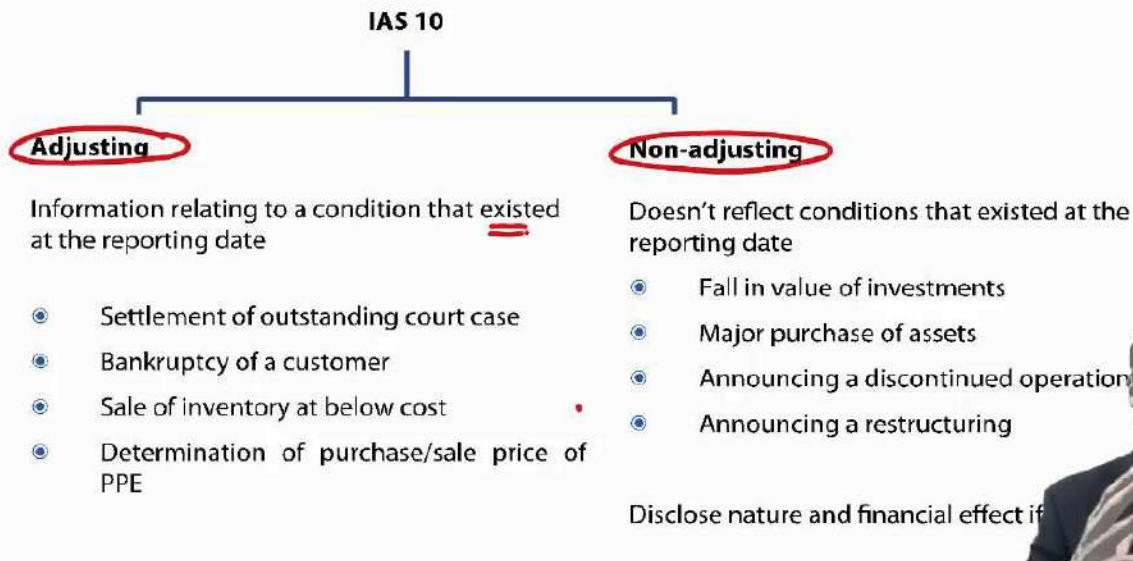 IAS 10
Adjusting
Information relating to a condition that existed
at the reporting date
Settlement of outstanding court case
Bankruptcy of a customer
Sale of inventory at below cost
Determination of purchase/sale price of
PPE
Non-adjusting
Doesn't reflect conditions that existed at the
reporting date
Fall in value of investments
Major purchase of assets
Announcing a discontinued operation
Announcing a restructuring
Disclose nature and financial effect if